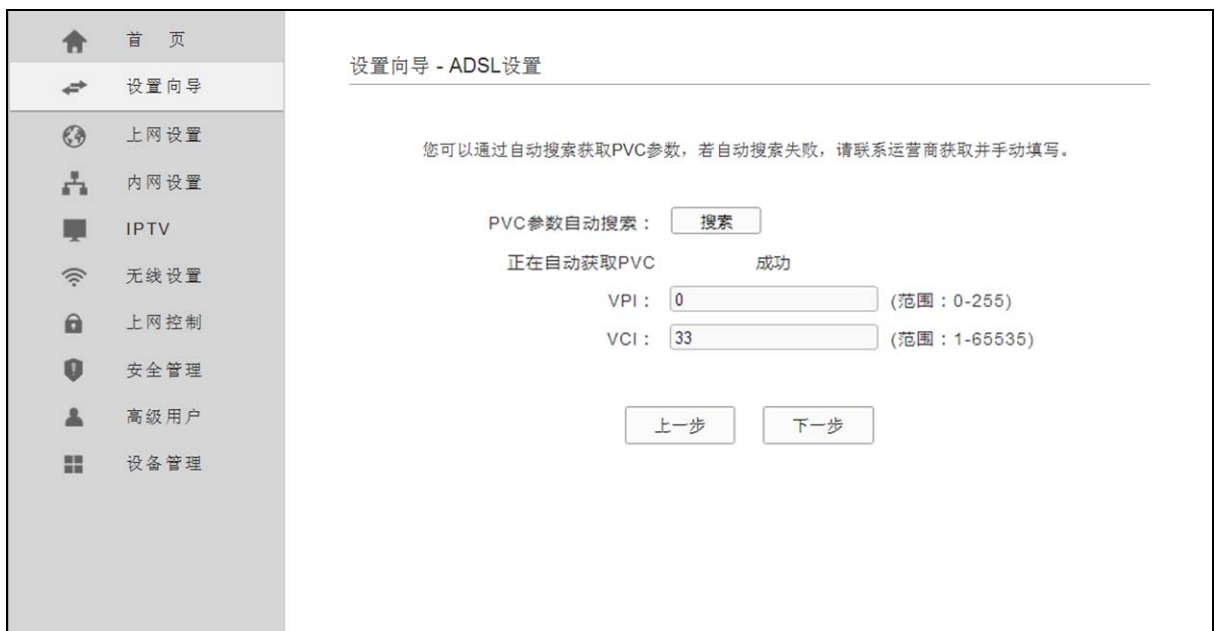 首 页
设置向导
上网设置
内网设置
IPTV
无线设置
上网控制
安全管理
高级用户
设备管理
设置向导 - ADSL设置
您可以通过自动搜索获取PVC参数，若自动搜索失败，请联系运营商获取并手动填写。
PVC参数自动搜索： 搜索
正在自动获取PVC 成功
VPI： 0 (范围：0-255)
VCI： 33 (范围：1-65535)
上一步 下一步